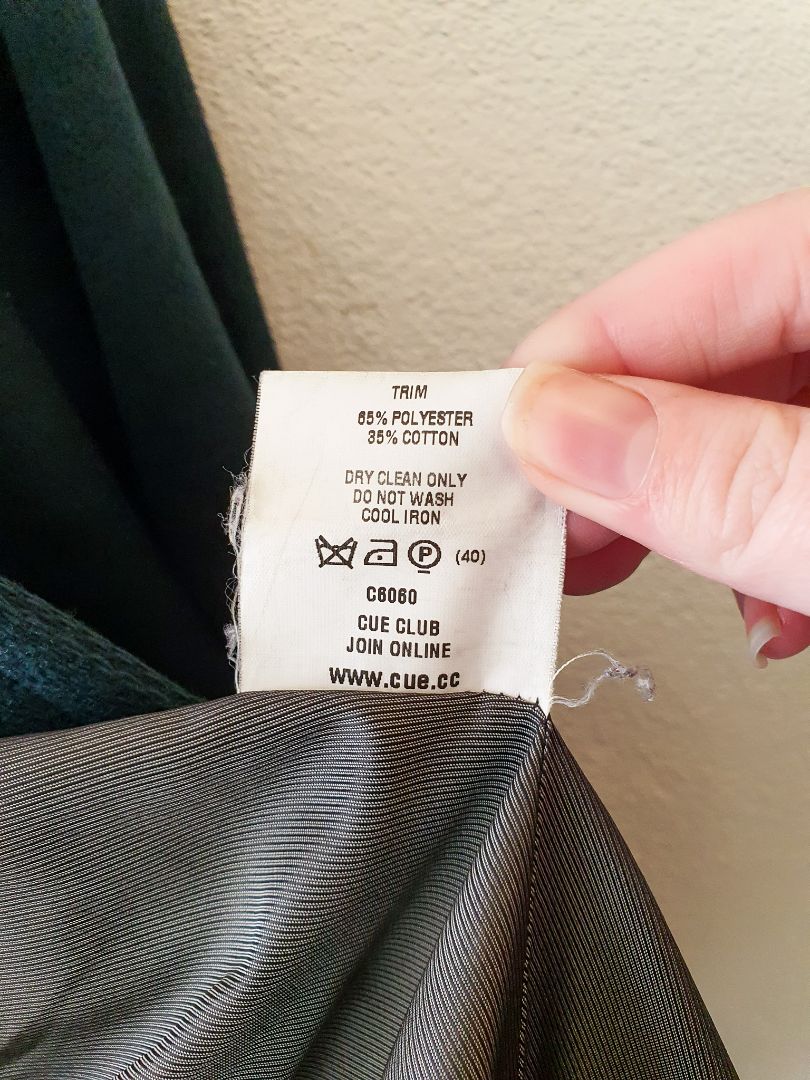 TRIM
65% POLYESTER
35% COTTON
DRY CLEAN ONLY
DO NOT WASH
COOL IRON
P (40)
C6060
CUE CLUB
JOIN ONLINE
www.cue.cc